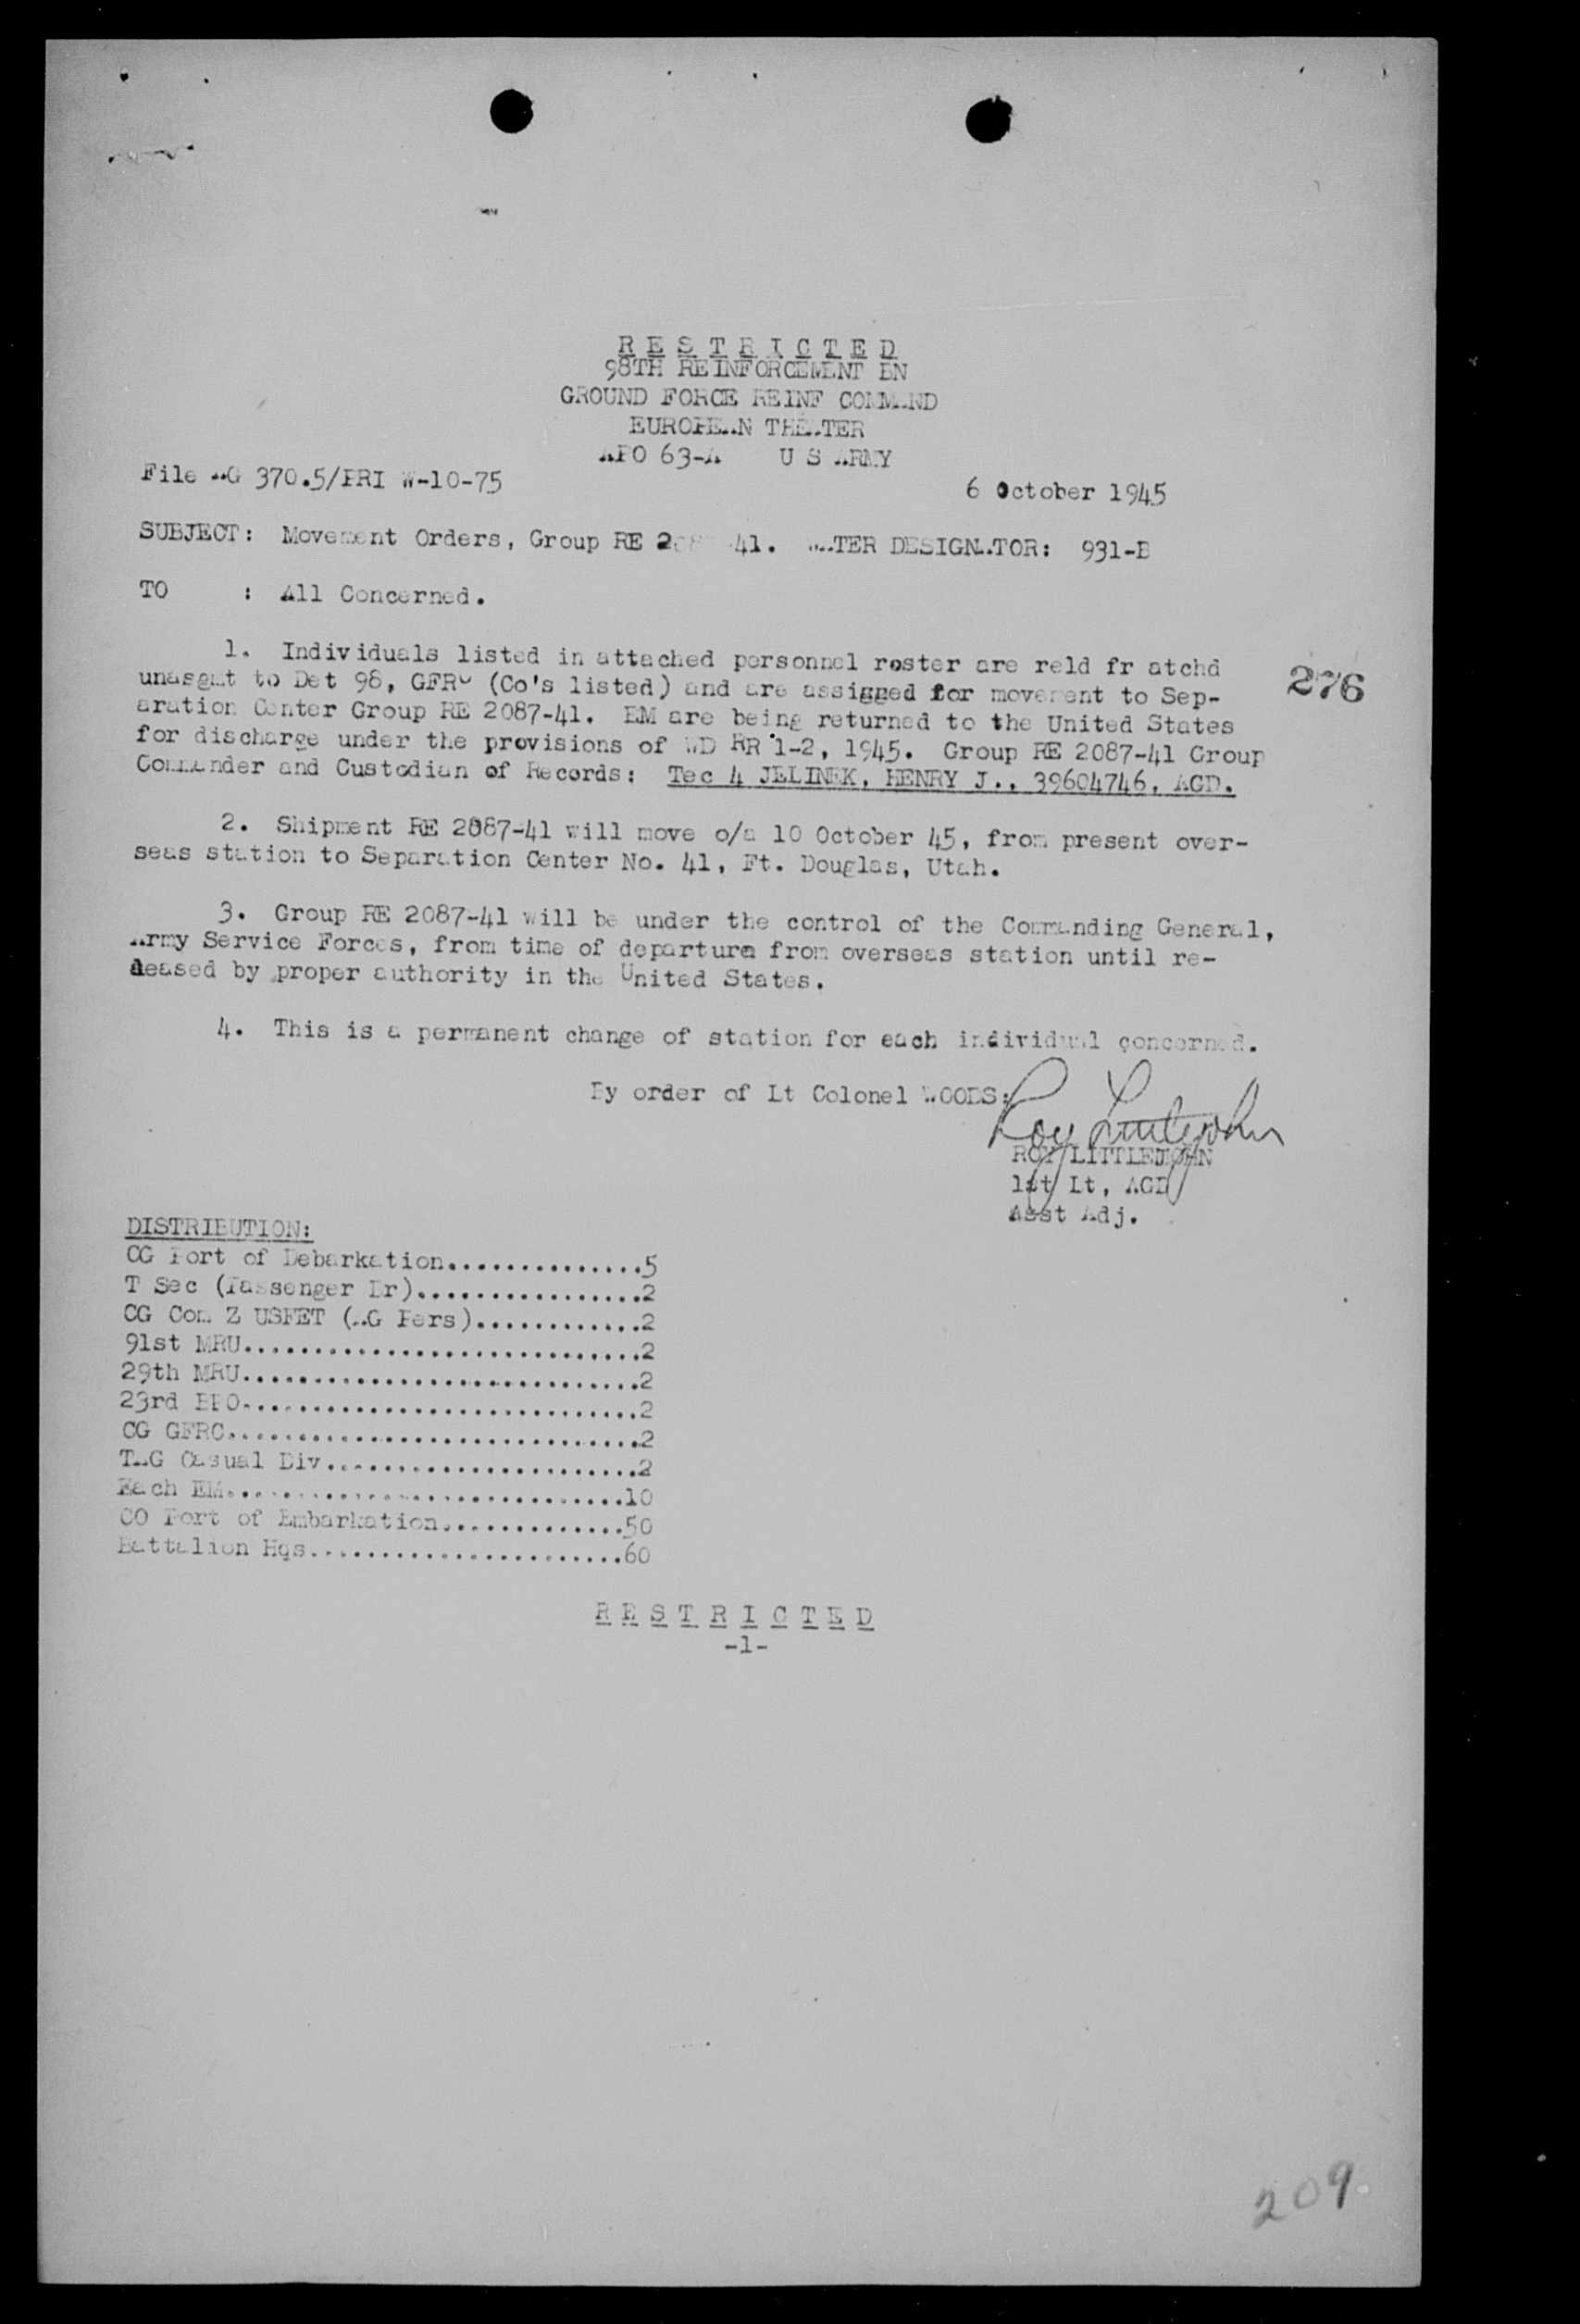 R E S T R I C T E D
98TH REINFORCEMENT BN
GROUND FORCE REINF COMMAND
EUROPEAN THEATER
APO 63-A U S ARMY
File AG 370.5/PRI W-10-75
6 October 1945
SUBJECT: Movement Orders, Group RE 2087-41. WATER DESIGNATOR: 931-B
TO : All Concerned.
1. Individuals listed in attached personnel roster are reld fr atchd
unasgmt to Det 98, GFRC (Co's listed) and are assigned for movement to Sep-
276
aration Center Group RE 2087-41. EM are being returned to the United States
for discharge under the provisions of WD RR 1-2, 1945. Group RE 2087-41 Group
Commander and Custodian of Records: Tec 4 JELINEK, HENRY J., 39604746, AGD.
2. Shipment RE 2087-41 will move o/a 10 October 45, from present over-
seas station to Separation Center No. 41, Ft. Douglas, Utah.
3. Group RE 2087-41 will be under the control of the Commanding General,
Army Service Forces, from time of departure from overseas station until re-
leased by proper authority in the United States.
4. This is a permanent change of station for each individual concerned.
By order of Lt Colonel WOODS:
Roy Littlejohn
ROY LITTLEJOHN
1st Lt, AGD
Asst Adj.
DISTRIBUTION:
CG Port of Debarkation..............5
T Sec (Passenger Br)................2
CG Com Z USFET (AG Pers)............2
91st MRU............................2
29th MRU............................2
23rd BPO............................2
CG GFRC.............................2
TAG Casual Div......................2
Each EM............................10
CO Port of Embarkation.............50
Battalion Hqs......................60
R E S T R I C T E D
-1-
209